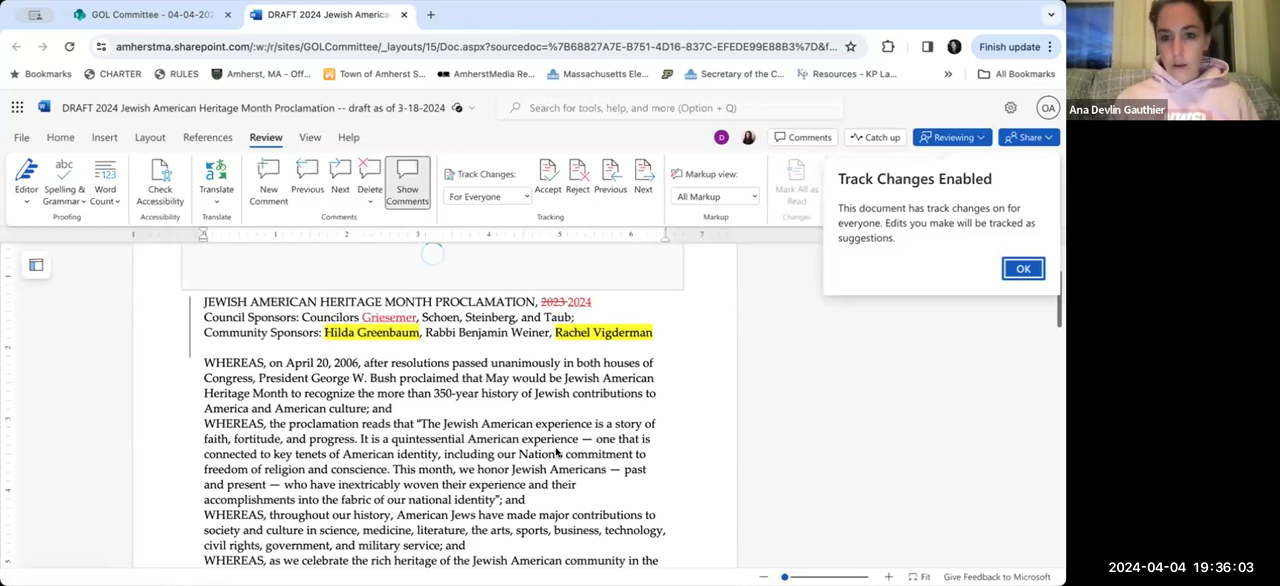 GOL Committee - 04-04-202
DRAFT 2024 Jewish America
amherstma.sharepoint.com/:w:/r/sites/GOLCommittee/_layouts/15/Doc.aspx?sourcedoc=%7B68827A7E-B751-4D16-837C-EFEDE99E88B3%7D&f...
Finish update
Bookmarks
CHARTER
RULES
Amherst, MA - Off...
Town of Amherst S...
AmherstMedia Re...
Massachusetts Ele...
Secretary of the C...
Resources - KP La...
All Bookmarks
DRAFT 2024 Jewish American Heritage Month Proclamation -- draft as of 3-18-2024
Search for tools, help, and more (Option + Q)
OA
File Home Insert Layout References Review View Help
D
Comments
Catch up
Reviewing
Share
Editor
Spelling & Grammar
Word Count
Proofing
Check Accessibility
Accessibility
Translate
Translate
New Comment
Previous
Next
Delete
Show Comments
Comments
Track Changes:
For Everyone
Accept
Reject
Previous
Next
Tracking
Markup view:
All Markup
Markup
Mark All as Read
Changes
Track Changes Enabled
This document has track changes on for
everyone. Edits you make will be tracked as
suggestions.
OK
1 1 2 3 4 5 6 7
JEWISH AMERICAN HERITAGE MONTH PROCLAMATION, 2023 2024
Council Sponsors: Councilors Griesemer, Schoen, Steinberg, and Taub;
Community Sponsors: Hilda Greenbaum, Rabbi Benjamin Weiner, Rachel Vigderman
WHEREAS, on April 20, 2006, after resolutions passed unanimously in both houses of
Congress, President George W. Bush proclaimed that May would be Jewish American
Heritage Month to recognize the more than 350-year history of Jewish contributions to
America and American culture; and
WHEREAS, the proclamation reads that "The Jewish American experience is a story of
faith, fortitude, and progress. It is a quintessential American experience — one that is
connected to key tenets of American identity, including our Nation's commitment to
freedom of religion and conscience. This month, we honor Jewish Americans — past
and present — who have inextricably woven their experience and their
accomplishments into the fabric of our national identity"; and
WHEREAS, throughout our history, American Jews have made major contributions to
society and culture in science, medicine, literature, the arts, sports, business, technology,
civil rights, government, and military service; and
WHEREAS, as we celebrate the rich heritage of the Jewish American community in the
Fit
Give Feedback to Microsoft
Ana Devlin Gauthier
2024-04-04 19:36:03